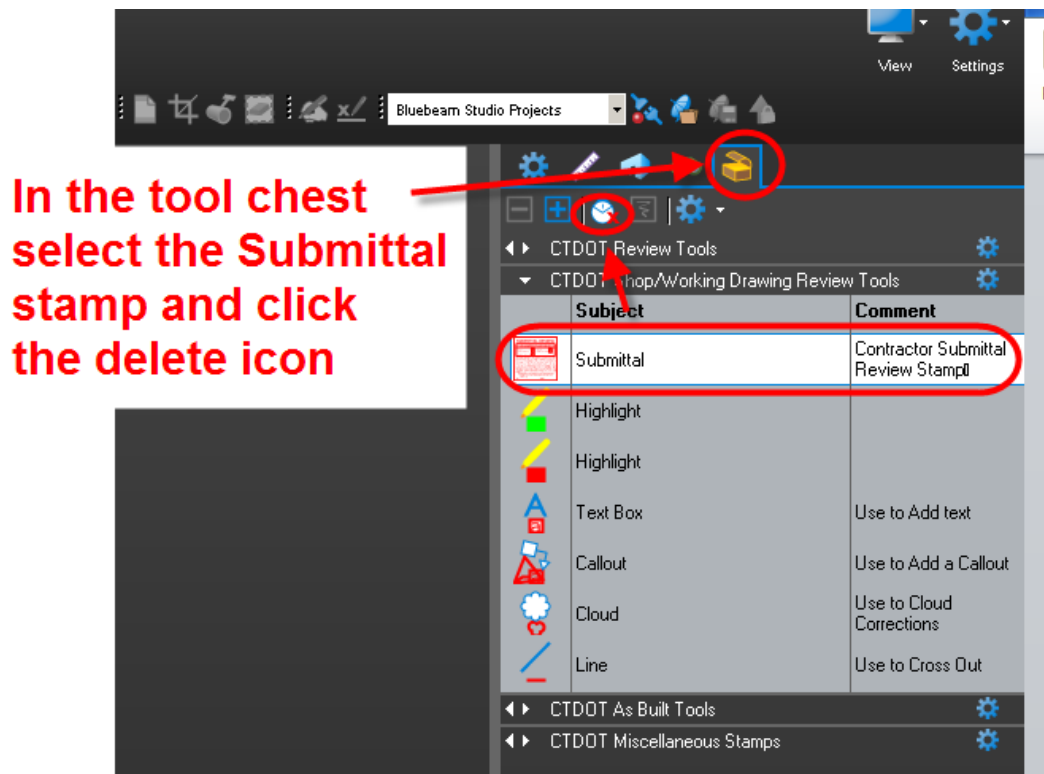 View Settings
Bluebeam Studio Projects
In the tool chest
select the Submittal
stamp and click
the delete icon
CTDOT Review Tools
CTDOT Shop/Working Drawing Review Tools
Subject Comment
Submittal Contractor Submittal
Review Stamp
Highlight
Highlight
Text Box Use to Add text
Callout Use to Add a Callout
Cloud Use to Cloud
Corrections
Line Use to Cross Out
CTDOT As Built Tools
CTDOT Miscellaneous Stamps